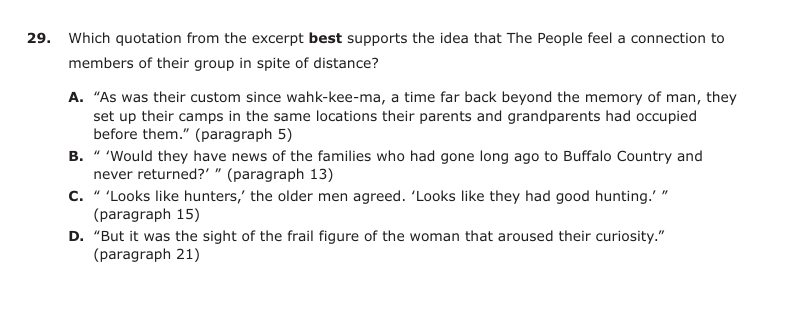 29. Which quotation from the excerpt best supports the idea that The People feel a connection to
members of their group in spite of distance?
A. “As was their custom since wahk-kee-ma, a time far back beyond the memory of man, they
set up their camps in the same locations their parents and grandparents had occupied
before them.” (paragraph 5)
B. “ ‘Would they have news of the families who had gone long ago to Buffalo Country and
never returned?’ ” (paragraph 13)
C. “ ‘Looks like hunters,’ the older men agreed. ‘Looks like they had good hunting.’ ”
(paragraph 15)
D. “But it was the sight of the frail figure of the woman that aroused their curiosity.”
(paragraph 21)